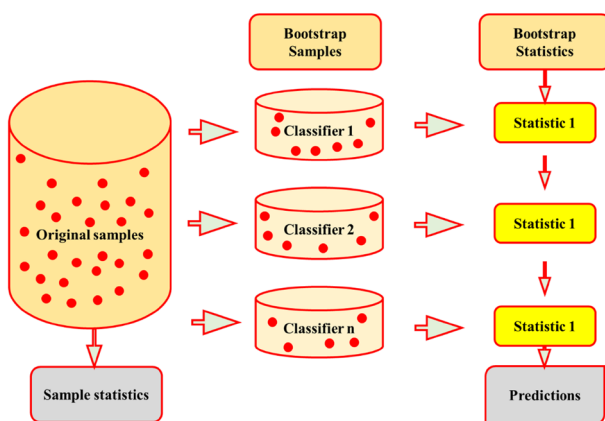 Bootstrap
Samples
Bootstrap
Statistics
Classifier 1
Statistic 1
Original samples
Classifier 2
Statistic 1
Classifier n
Statistic 1
Sample statistics
Predictions